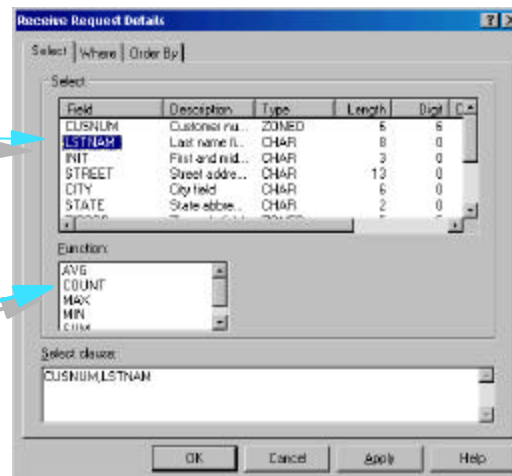 Receive Request Details
Select Where Order By
Select
Field Description Type Length Digit
CUSNUM Customer nu... ZONED 6 6
LSTNAM Last name fi... CHAR 8 0
INIT First and mid... CHAR 3 0
STREET Street addre... CHAR 13 0
CITY City field CHAR 6 0
STATE State abbre... CHAR 2 0
Function:
AVG
COUNT
MAX
MIN
SUM
Select clause:
CUSNUM,LSTNAM
OK Cancel Apply Help